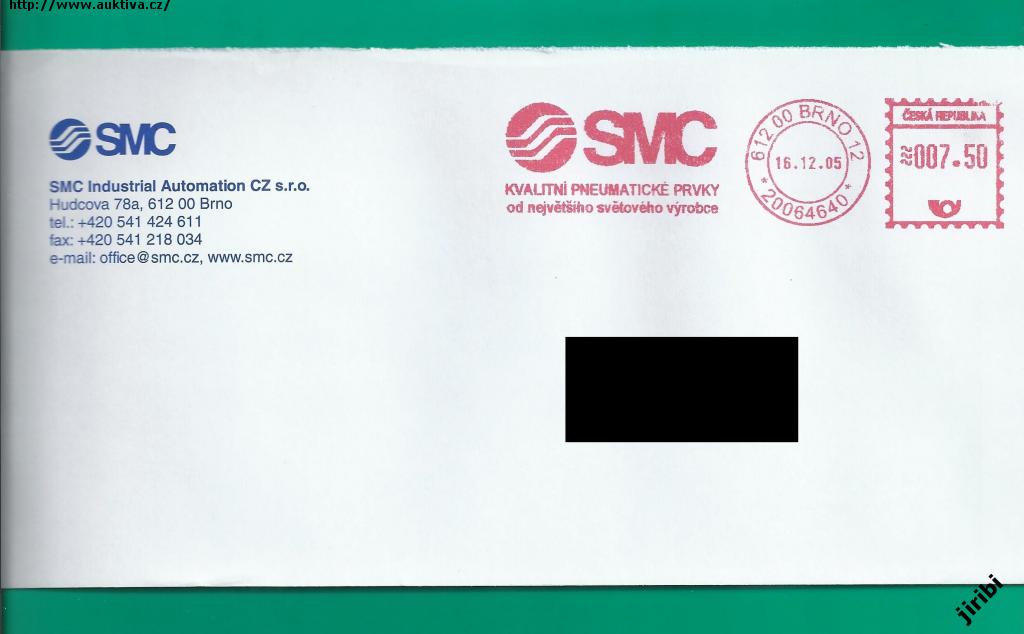 http://www.auktiva.cz/
SMC
SMC Industrial Automation CZ s.r.o.
Hudcova 78a, 612 00 Brno
tel.: +420 541 424 611
fax: +420 541 218 034
e-mail: office@smc.cz, www.smc.cz
SMC
KVALITNÍ PNEUMATICKÉ PRVKY
od největšího světového výrobce
612 00 BRNO 12
16.12.05
* 20064640 *
ČESKÁ REPUBLIKA
≈007.50
jiribi